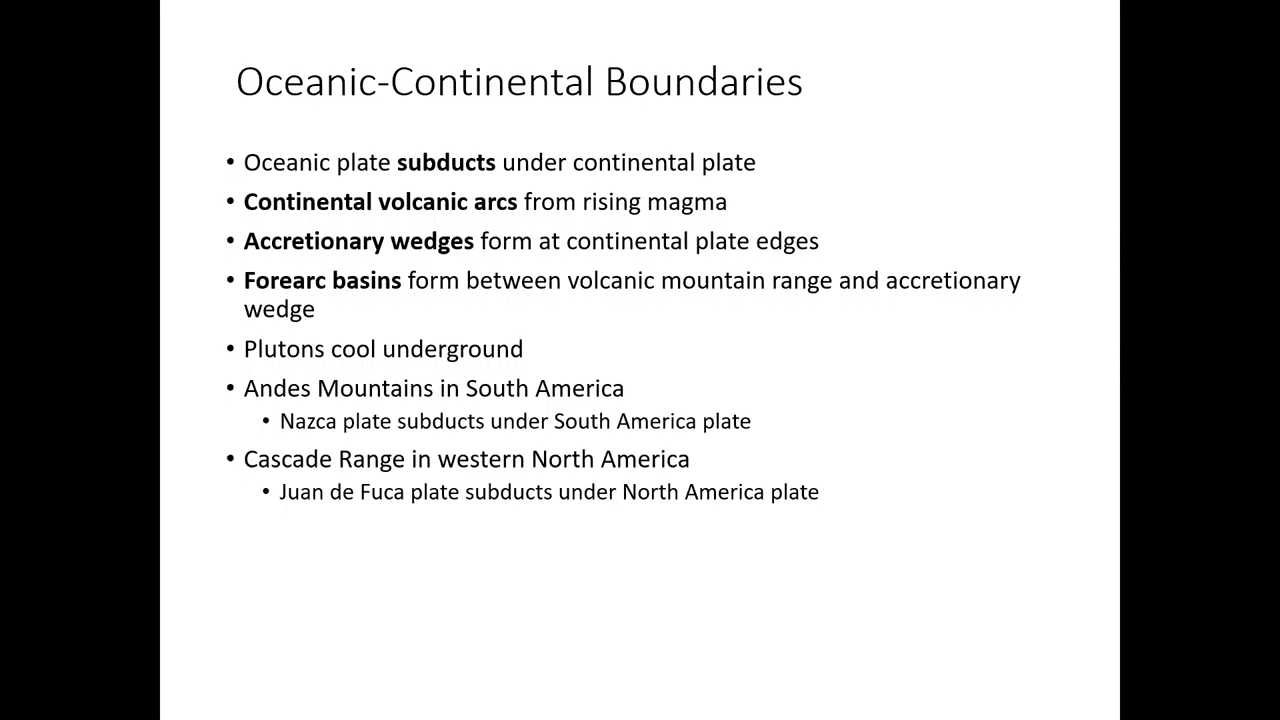 Oceanic-Continental Boundaries
• Oceanic plate subducts under continental plate
• Continental volcanic arcs from rising magma
• Accretionary wedges form at continental plate edges
• Forearc basins form between volcanic mountain range and accretionary
wedge
• Plutons cool underground
• Andes Mountains in South America
• Nazca plate subducts under South America plate
• Cascade Range in western North America
• Juan de Fuca plate subducts under North America plate